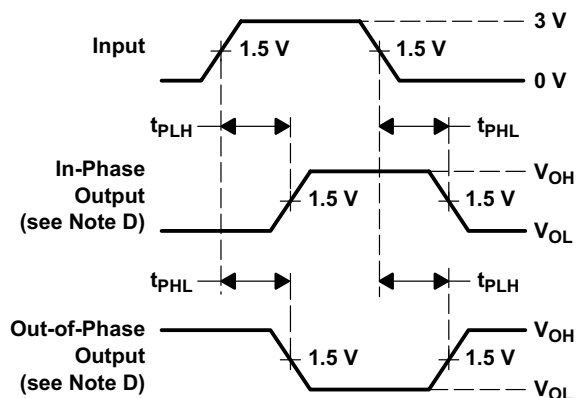 3 V
Input
1.5 V
1.5 V
0 V
tPLH
tPHL
In-Phase
Output
(see Note D)
VOH
1.5 V
1.5 V
VOL
tPHL
tPLH
Out-of-Phase
Output
(see Note D)
VOH
1.5 V
1.5 V
VOL